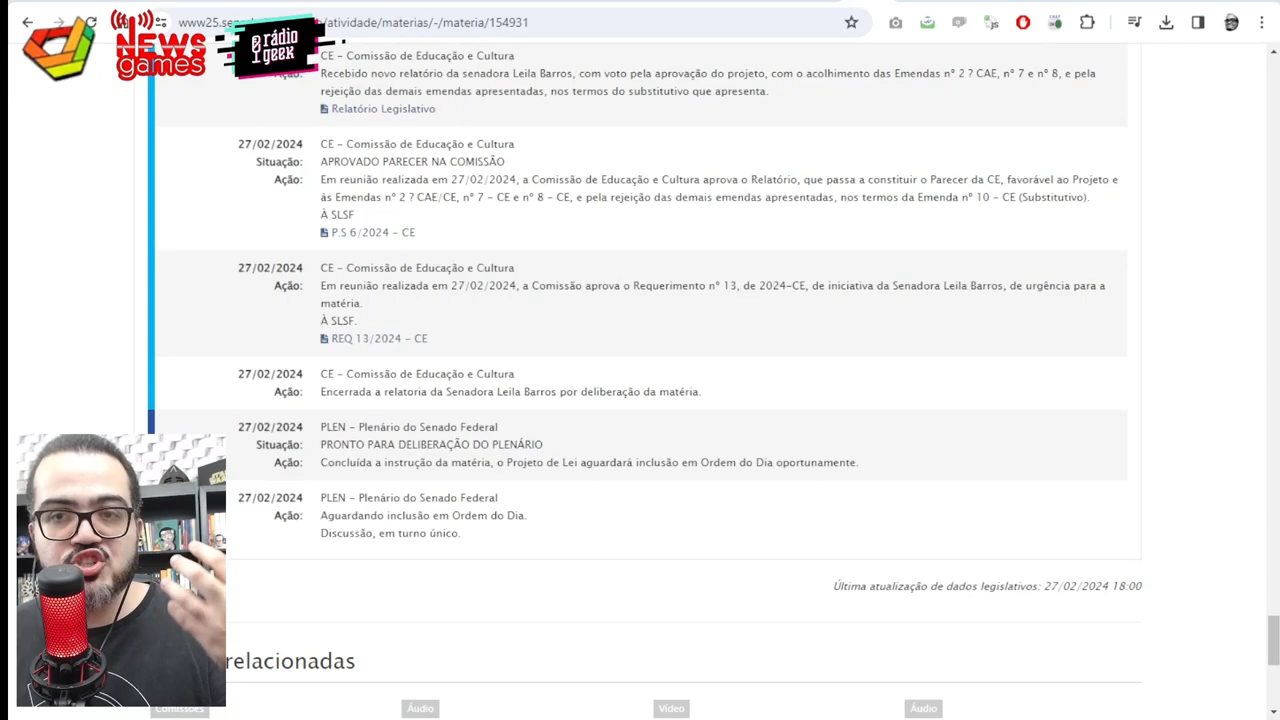 www25.sen
/atividade/materias/-/materia/154931
NEWS
games
rádio
geek
CE - Comissão de Educação e Cultura
Ação:
Recebido novo relatório da senadora Leila Barros, com voto pela aprovação do projeto, com o acolhimento das Emendas nº 2 ? CAE, nº 7 e nº 8, e pela
rejeição das demais emendas apresentadas, nos termos do substitutivo que apresenta.
Relatório Legislativo
27/02/2024 CE - Comissão de Educação e Cultura
Situação: APROVADO PARECER NA COMISSÃO
Ação: Em reunião realizada em 27/02/2024, a Comissão de Educação e Cultura aprova o Relatório, que passa a constituir o Parecer da CE, favorável ao Projeto e
às Emendas nº 2 ? CAE/CE, nº 7 - CE e nº 8 - CE, e pela rejeição das demais emendas apresentadas, nos termos da Emenda nº 10 - CE (Substitutivo).
À SLSF
P.S 6/2024 - CE
27/02/2024 CE - Comissão de Educação e Cultura
Ação: Em reunião realizada em 27/02/2024, a Comissão aprova o Requerimento nº 13, de 2024-CE, de iniciativa da Senadora Leila Barros, de urgência para a
matéria.
À SLSF.
REQ 13/2024 - CE
27/02/2024 CE - Comissão de Educação e Cultura
Ação: Encerrada a relatoria da Senadora Leila Barros por deliberação da matéria.
27/02/2024 PLEN - Plenário do Senado Federal
Situação: PRONTO PARA DELIBERAÇÃO DO PLENÁRIO
Ação: Concluída a instrução da matéria, o Projeto de Lei aguardará inclusão em Ordem do Dia oportunamente.
27/02/2024 PLEN - Plenário do Senado Federal
Ação: Aguardando inclusão em Ordem do Dia.
Discussão, em turno único.
Última atualização de dados legislativos: 27/02/2024 18:00
relacionadas
Comissões Áudio Vídeo Áudio